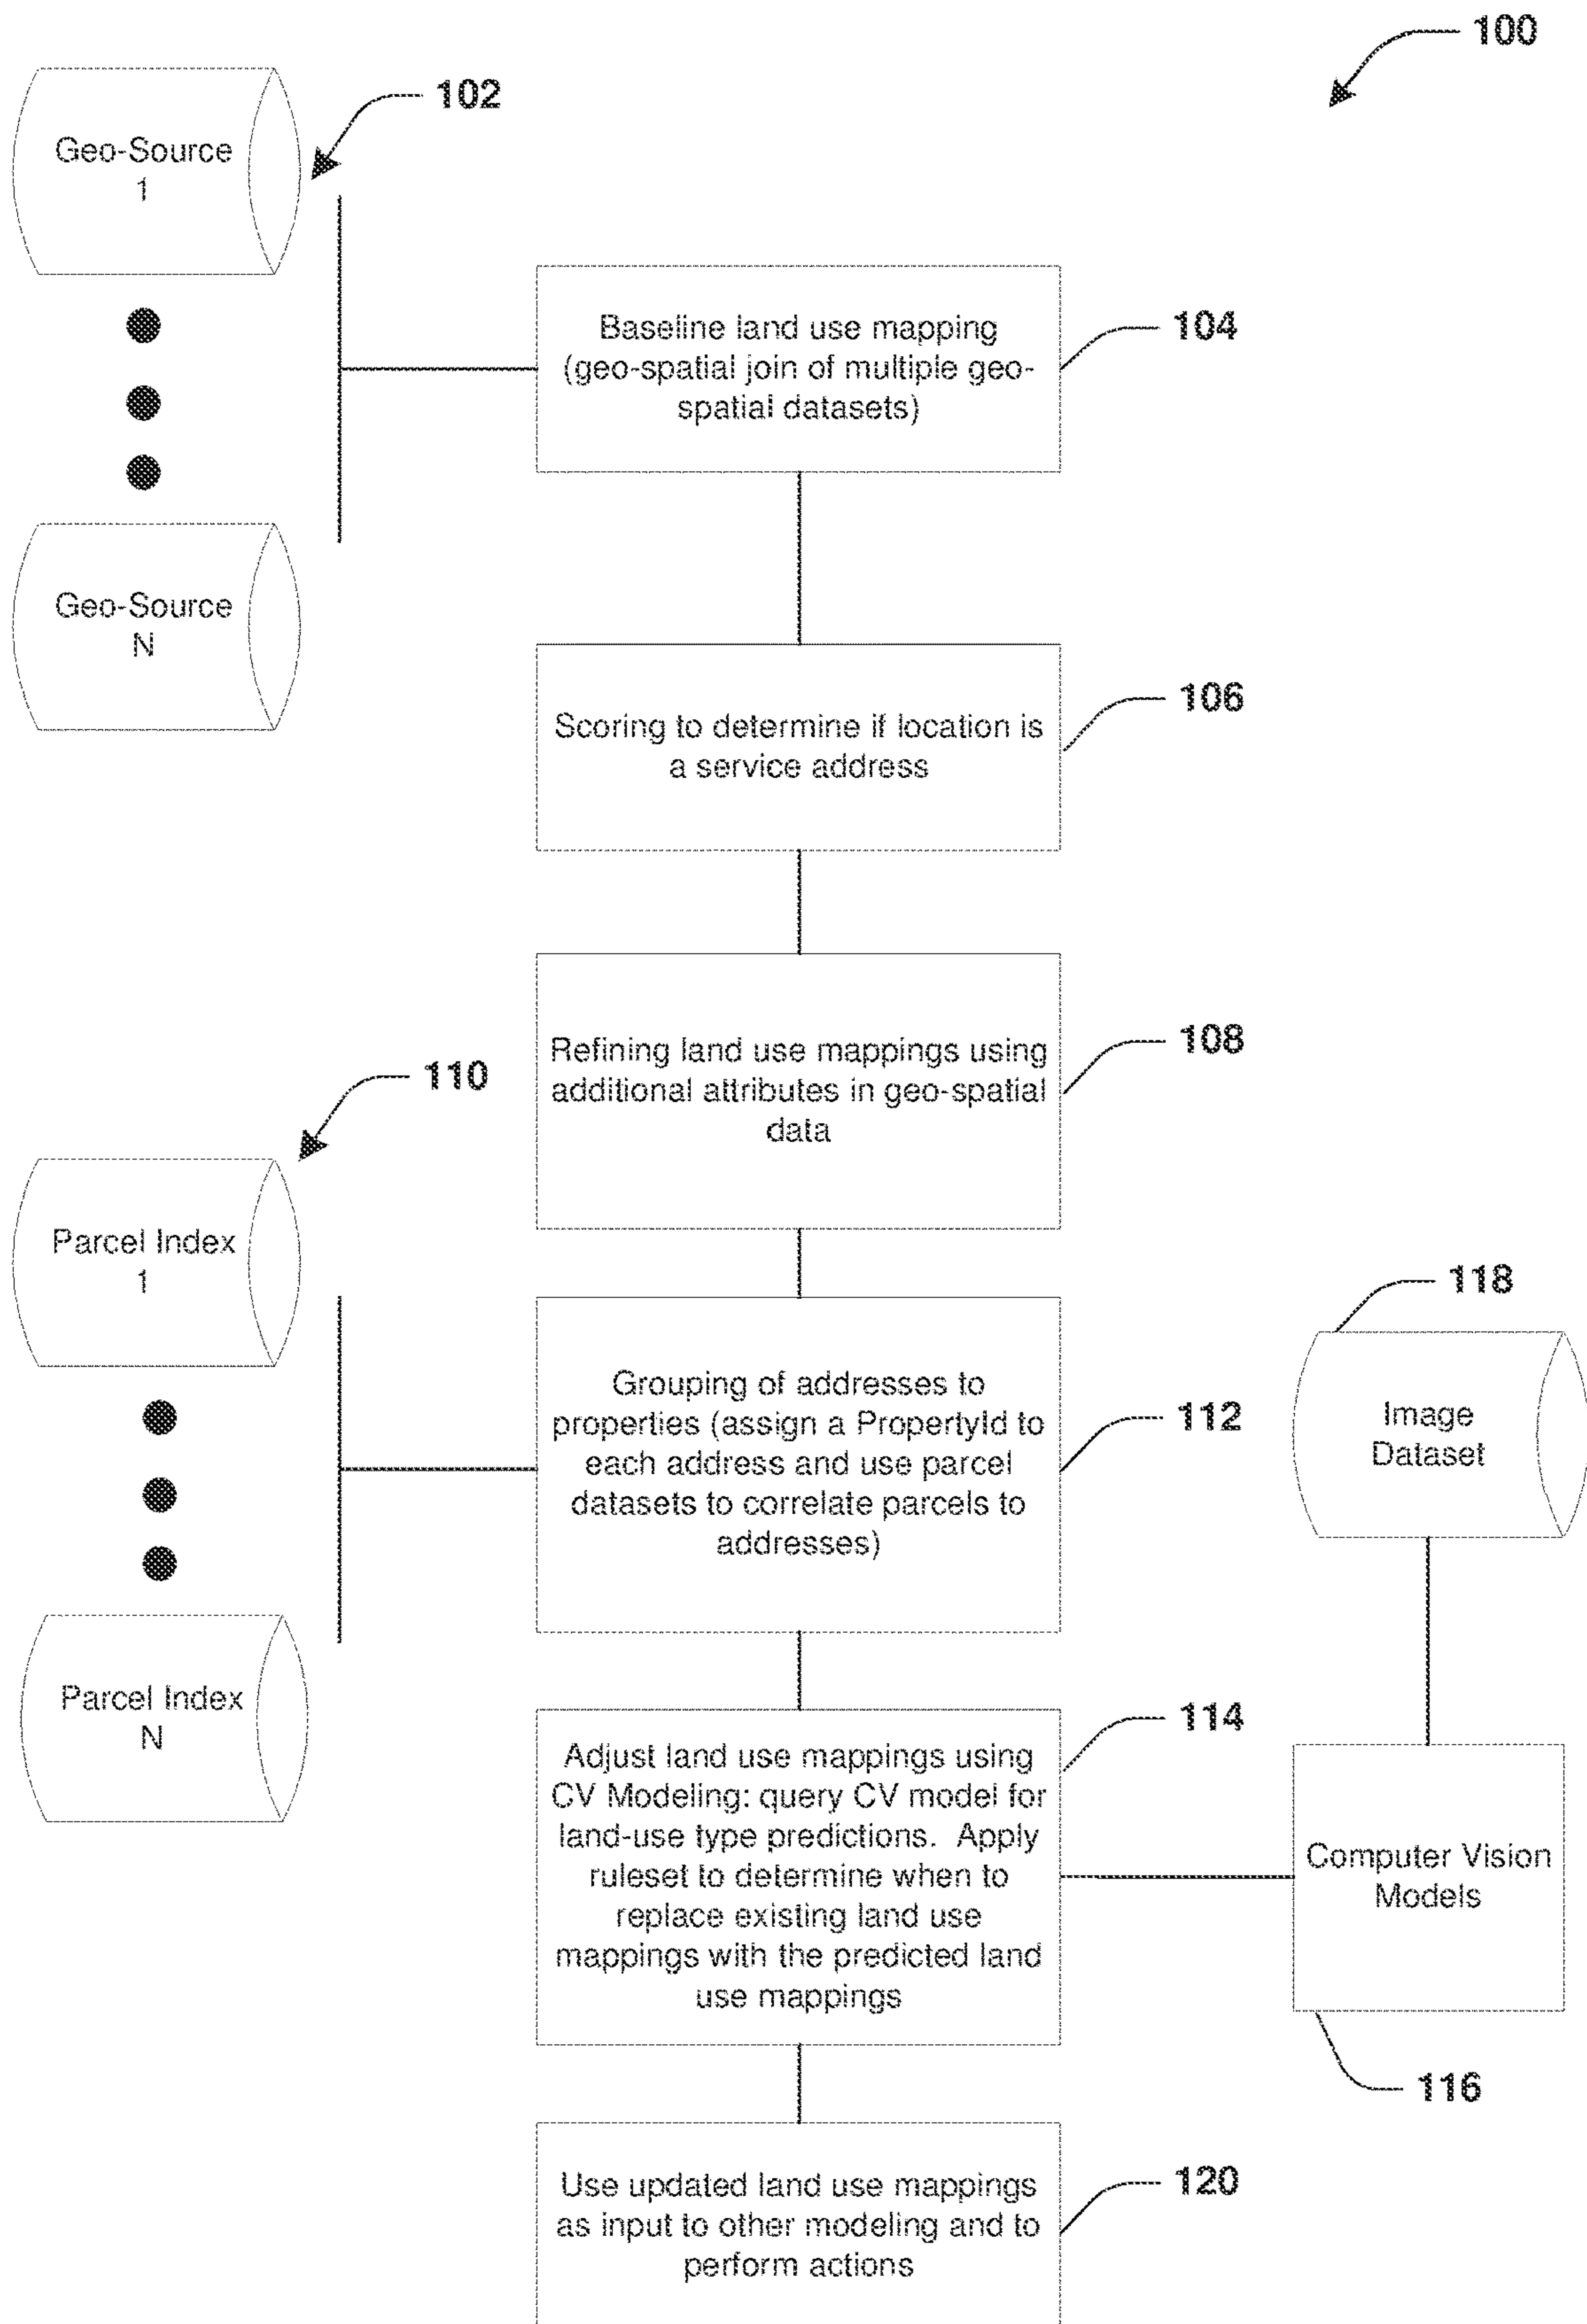 100
102
Geo-Source
1
Geo-Source
N
Baseline land use mapping
(geo-spatial join of multiple geo-
spatial datasets)
104
Scoring to determine if location is
a service address
106
Refining land use mappings using
additional attributes in geo-spatial
data
108
110
Parcel Index
1
Parcel Index
N
Grouping of addresses to
properties (assign a PropertyId to
each address and use parcel
datasets to correlate parcels to
addresses)
112
118
Image
Dataset
Adjust land use mappings using
CV Modeling: query CV model for
land-use type predictions. Apply
ruleset to determine when to
replace existing land use
mappings with the predicted land
use mappings
114
Computer Vision
Models
116
Use updated land use mappings
as input to other modeling and to
perform actions
120